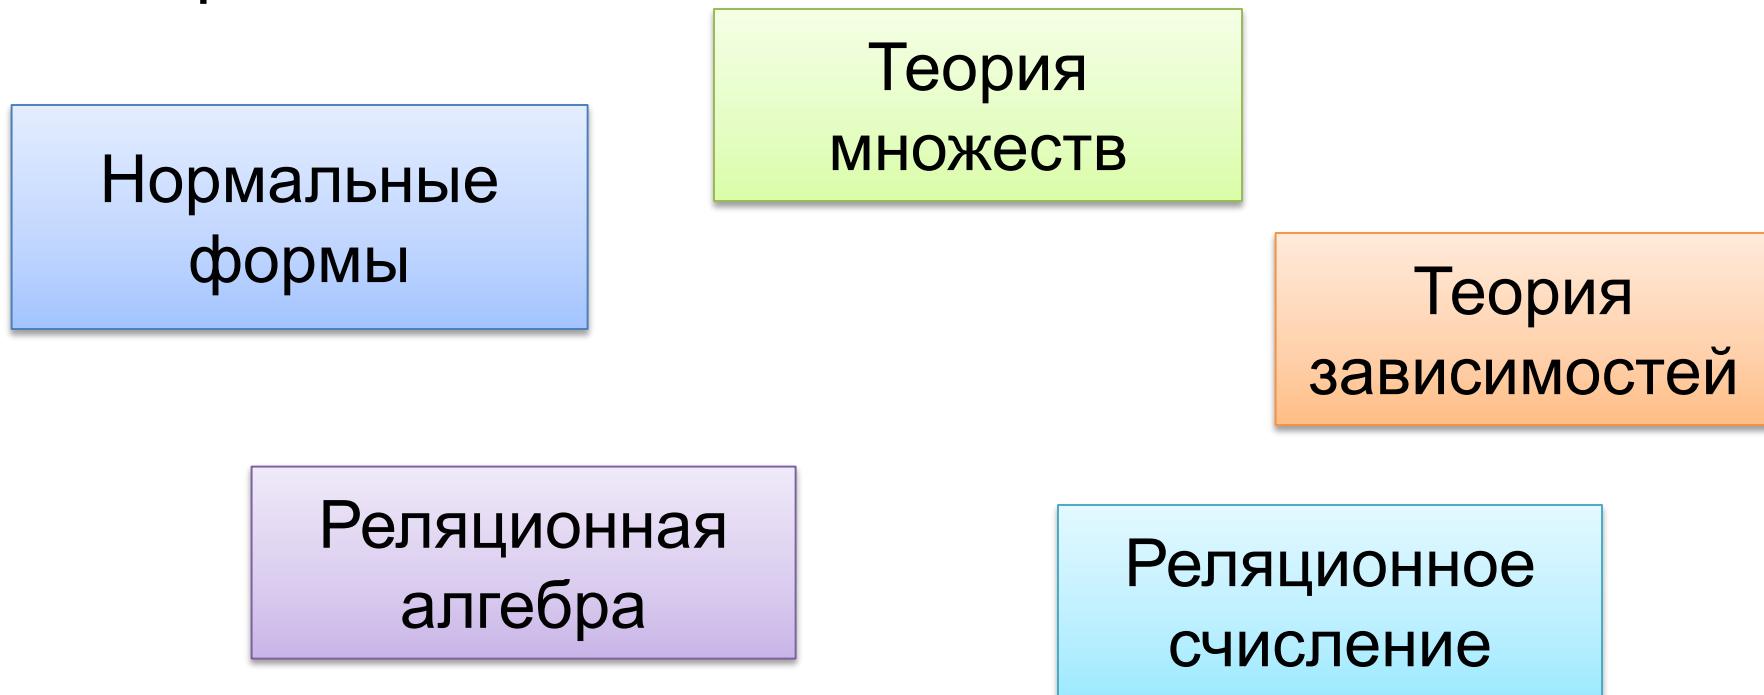 Теория
множеств
Нормальные
формы
Теория
зависимостей
Реляционная
алгебра
Реляционное
счисление